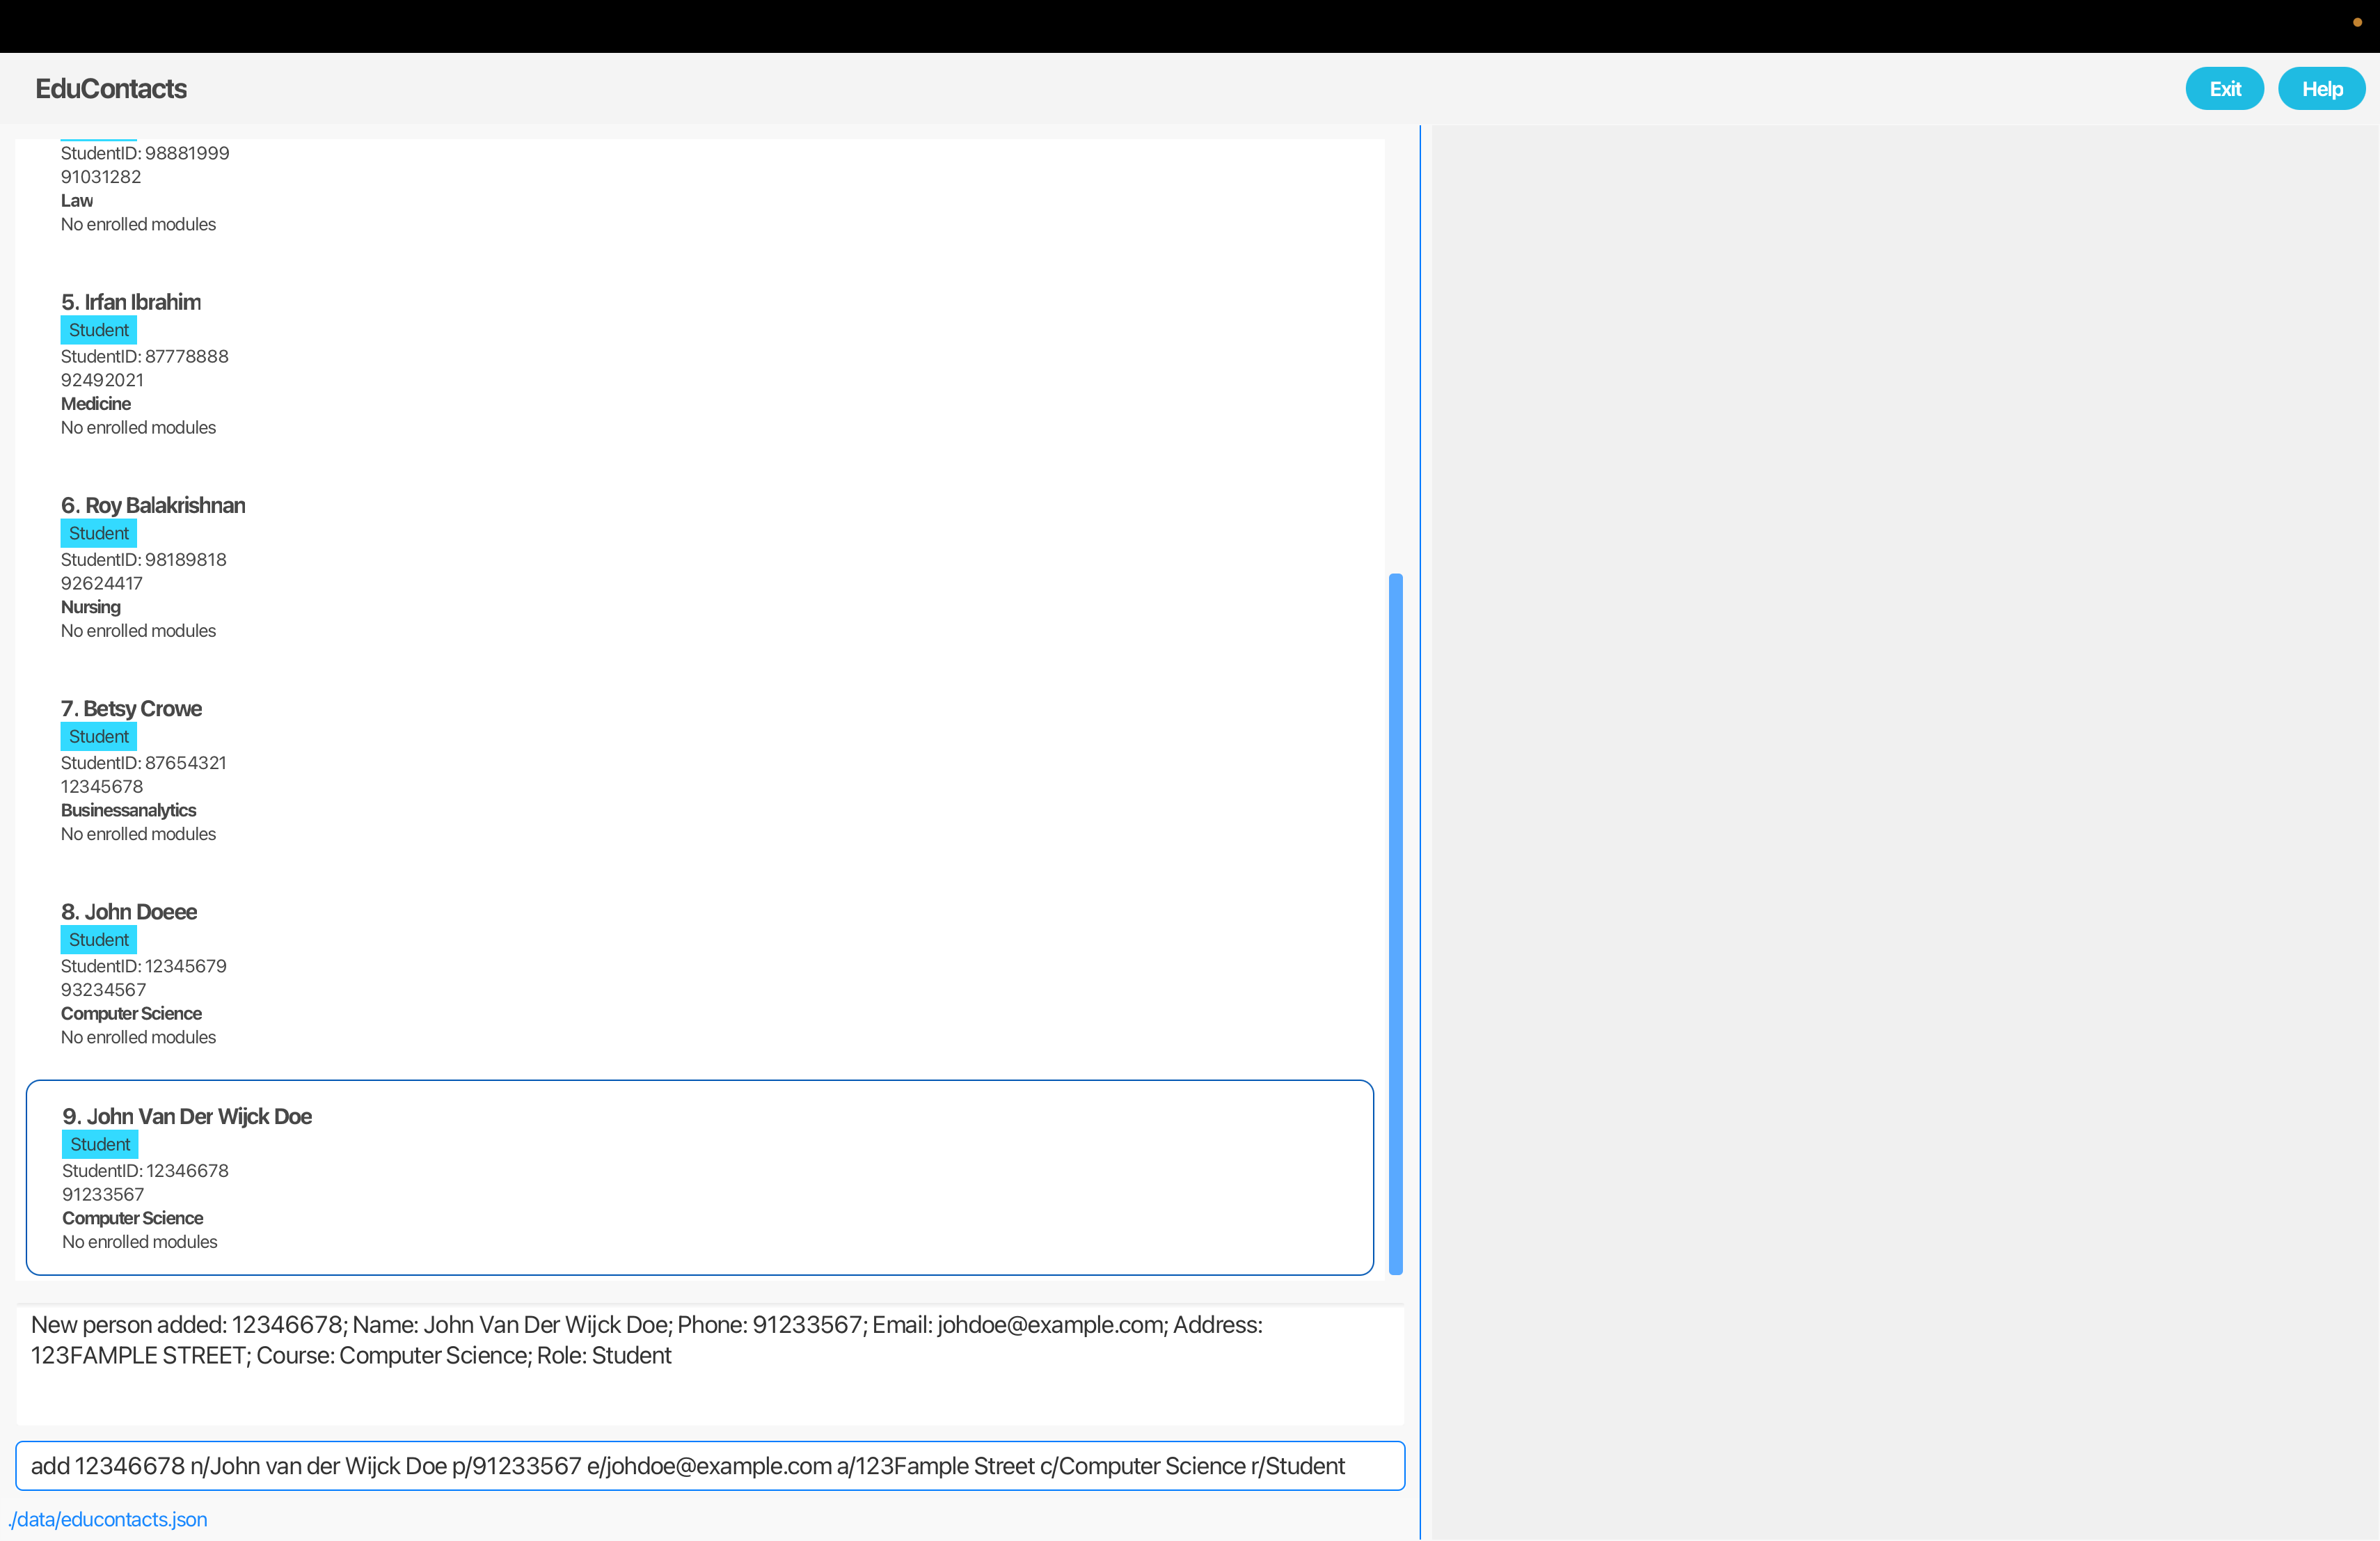 EduContacts
Exit
Help
StudentID: 98881999
91031282
Law
No enrolled modules
5. Irfan Ibrahim
Student
StudentID: 87778888
92492021
Medicine
No enrolled modules
6. Roy Balakrishnan
Student
StudentID: 98189818
92624417
Nursing
No enrolled modules
7. Betsy Crowe
Student
StudentID: 87654321
12345678
Businessanalytics
No enrolled modules
8. John Doeee
Student
StudentID: 12345679
93234567
Computer Science
No enrolled modules
9. John Van Der Wijck Doe
Student
StudentID: 12346678
91233567
Computer Science
No enrolled modules
New person added: 12346678; Name: John Van Der Wijck Doe; Phone: 91233567; Email: johdoe@example.com; Address:
123FAMPLE STREET; Course: Computer Science; Role: Student
add 12346678 n/John van der Wijck Doe p/91233567 e/johdoe@example.com a/123Fample Street c/Computer Science r/Student
./data/educontacts.json